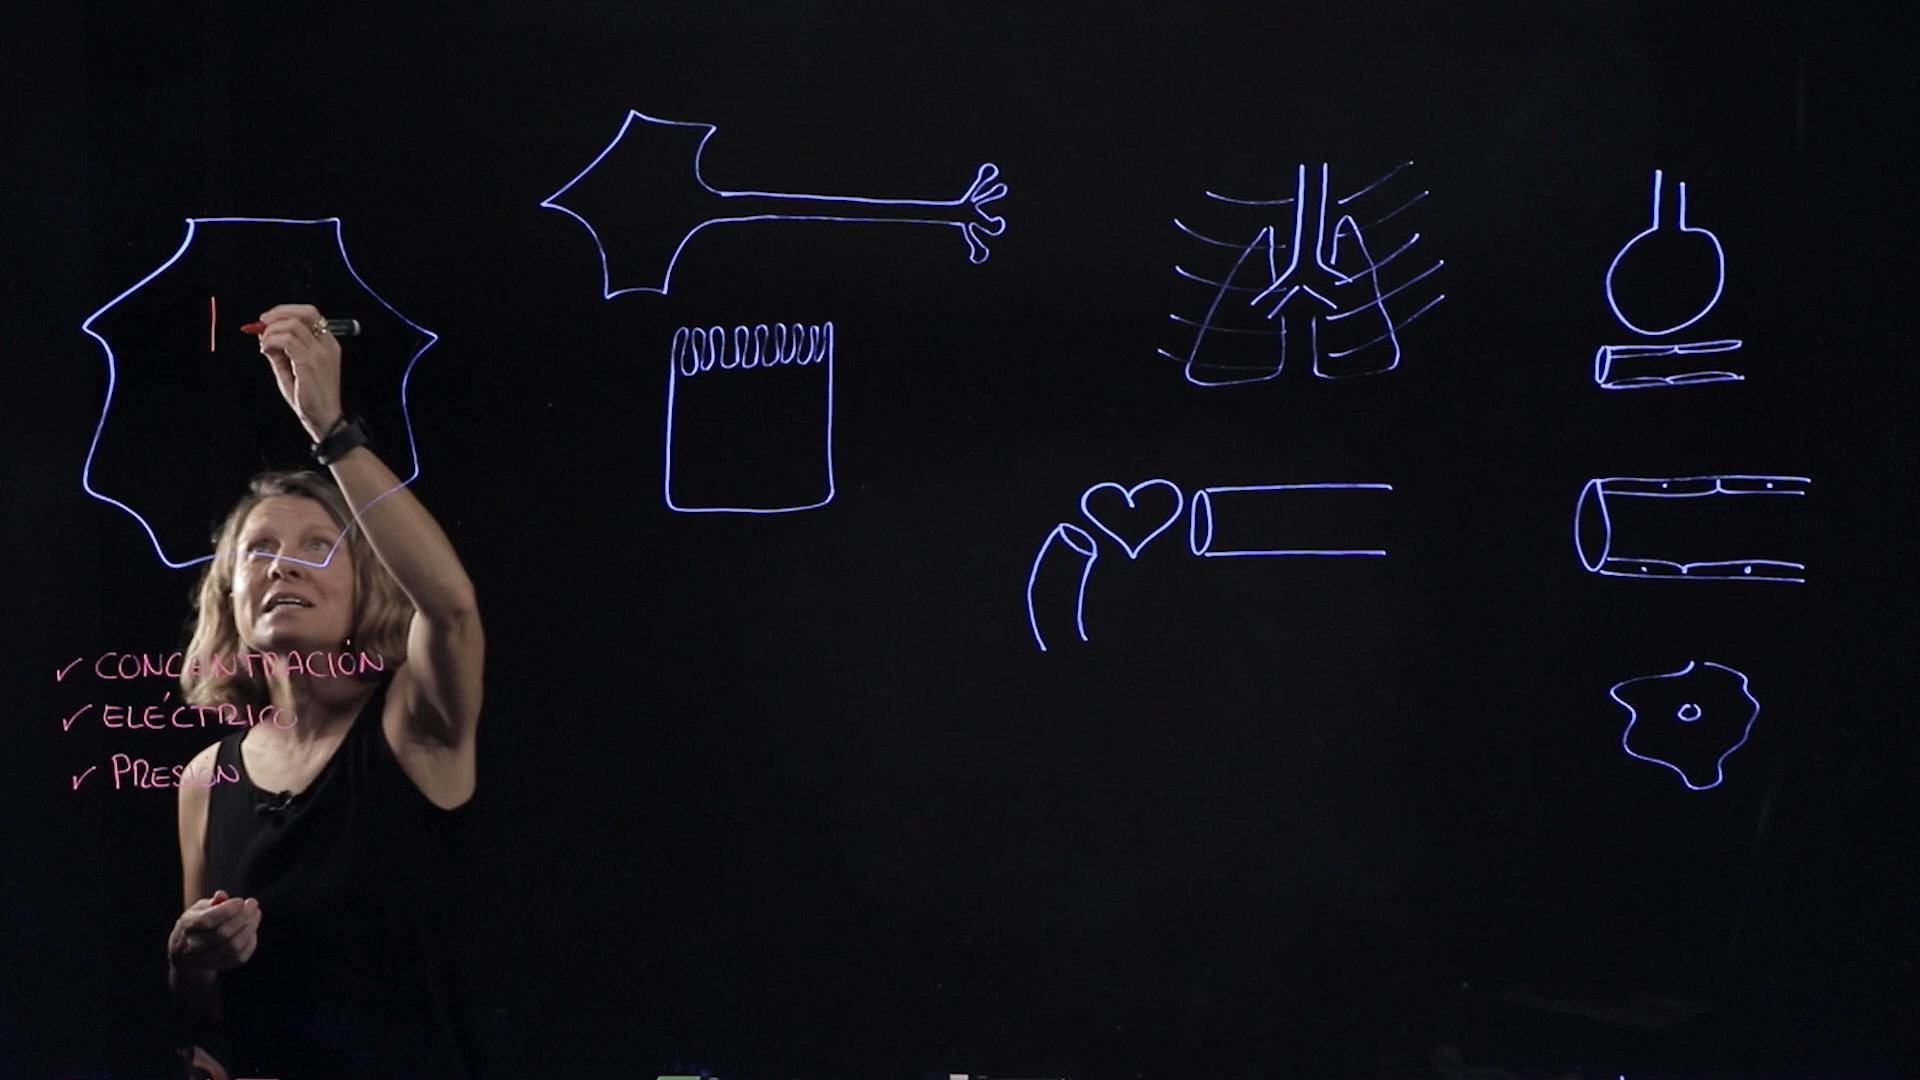 ✓ CONCENTRACIÓN
✓ ELÉCTRICO
✓ PRESIÓN